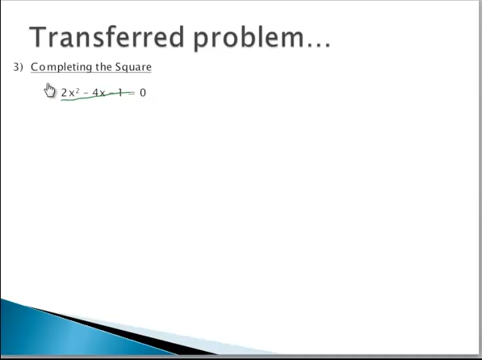 Transferred problem...
3) Completing the Square
2x² - 4x - 1 = 0